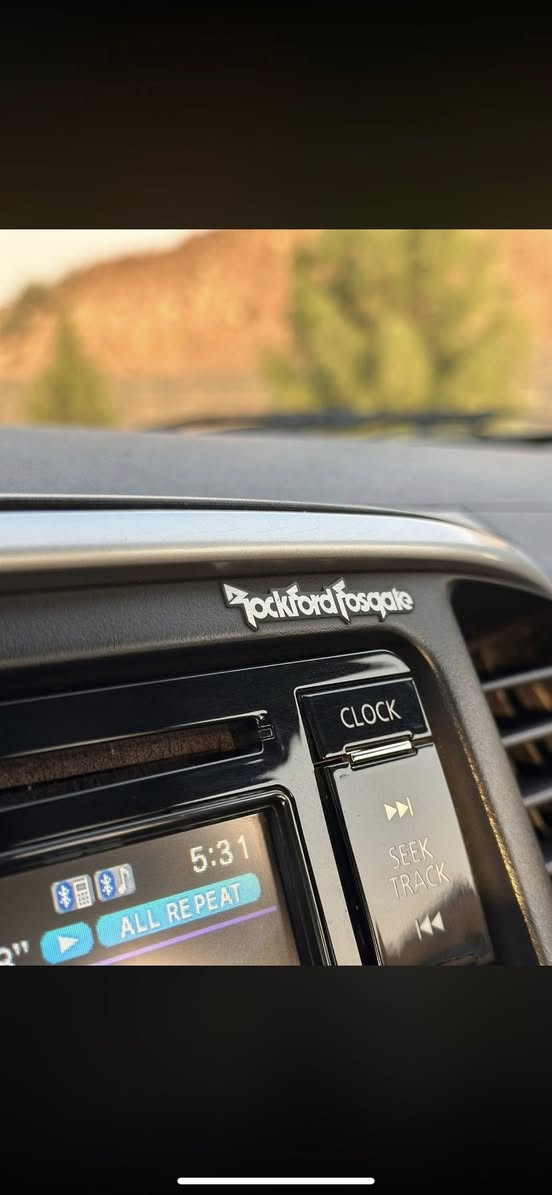 Rockford Fosgate
CLOCK
5:31
ALL REPEAT
SEEK
TRACK